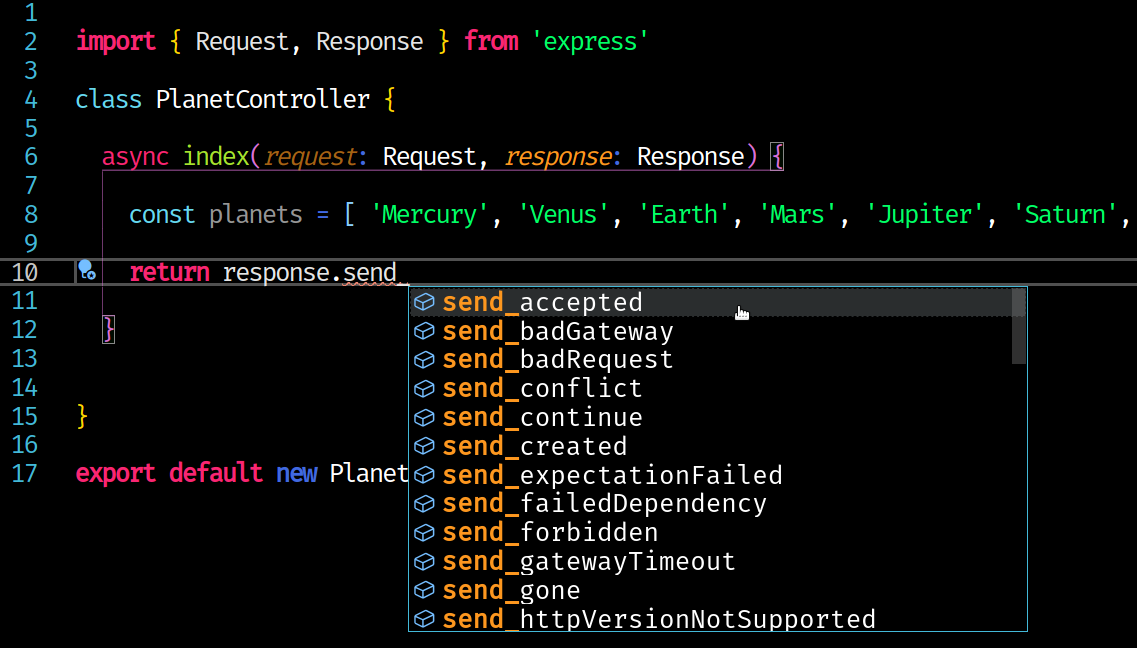 1
2 import { Request, Response } from 'express'
3
4 class PlanetController {
5
6 async index(request: Request, response: Response) {
7
8 const planets = [ 'Mercury', 'Venus', 'Earth', 'Mars', 'Jupiter', 'Saturn',
9
10 return response.send_
11
12 }
13
14
15 }
16
17 export default new Planet
send_accepted
send_badGateway
send_badRequest
send_conflict
send_continue
send_created
send_expectationFailed
send_failedDependency
send_forbidden
send_gatewayTimeout
send_gone
send_httpVersionNotSupported